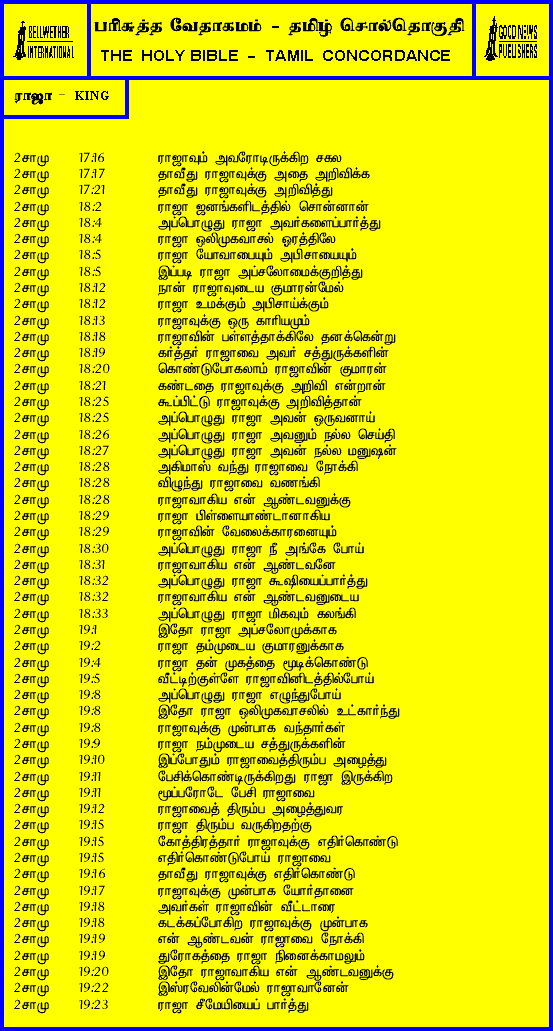 BELLWETHER INTERNATIONAL
பரிசுத்த வேதாகமம் - தமிழ் சொல்தொகுதி
THE HOLY BIBLE - TAMIL CONCORDANCE
GOOD NEWS PUBLISHERS
ராஜா - KING
2சாமு 17:16 ராஜாவும் அவரோடிருக்கிற சகல
2சாமு 17:17 தாவீது ராஜாவுக்கு அதை அறிவிக்க
2சாமு 17:21 தாவீது ராஜாவுக்கு அறிவித்து
2சாமு 18:2 ராஜா ஜனங்களிடத்தில் சொன்னான்
2சாமு 18:4 அப்பொழுது ராஜா அவர்களைப்பார்த்து
2சாமு 18:4 ராஜா ஒலிமுகவாசல் ஓரத்திலே
2சாமு 18:5 ராஜா யோவாபையும் அபிசாயையும்
2சாமு 18:5 இப்படி ராஜா அப்சலோமைக்குறித்து
2சாமு 18:12 நான் ராஜாவுடைய குமாரன்மேல்
2சாமு 18:12 ராஜா உமக்கும் அபிசாய்க்கும்
2சாமு 18:13 ராஜாவுக்கு ஒரு காரியமும்
2சாமு 18:18 ராஜாவின் பள்ளத்தாக்கிலே தனக்கென்று
2சாமு 18:19 கர்த்தர் ராஜாவை அவர் சத்துருக்களின்
2சாமு 18:20 கொண்டுபோகலாம் ராஜாவின் குமாரன்
2சாமு 18:21 கண்டதை ராஜாவுக்கு அறிவி என்றான்
2சாமு 18:25 கூப்பிட்டு ராஜாவுக்கு அறிவித்தான்
2சாமு 18:25 அப்பொழுது ராஜா அவன் ஒருவனாய்
2சாமு 18:26 அப்பொழுது ராஜா அவனும் நல்ல செய்தி
2சாமு 18:27 அப்பொழுது ராஜா அவன் நல்ல மனுஷன்
2சாமு 18:28 அகிமாஸ் வந்து ராஜாவை நோக்கி
2சாமு 18:28 விழுந்து ராஜாவை வணங்கி
2சாமு 18:28 ராஜாவாகிய என் ஆண்டவனுக்கு
2சாமு 18:29 ராஜா பிள்ளையாண்டானாகிய
2சாமு 18:29 ராஜாவின் வேலைக்காரனையும்
2சாமு 18:30 அப்பொழுது ராஜா நீ அங்கே போய்
2சாமு 18:31 ராஜாவாகிய என் ஆண்டவனே
2சாமு 18:32 அப்பொழுது ராஜா கூஷியைப்பார்த்து
2சாமு 18:32 ராஜாவாகிய என் ஆண்டவனுடைய
2சாமு 18:33 அப்பொழுது ராஜா மிகவும் கலங்கி
2சாமு 19:1 இதோ ராஜா அப்சலோமுக்காக
2சாமு 19:2 ராஜா தம்முடைய குமாரனுக்காக
2சாமு 19:4 ராஜா தன் முகத்தை மூடிக்கொண்டு
2சாமு 19:5 வீட்டிற்குள்ளே ராஜாவினிடத்தில்போய்
2சாமு 19:8 அப்பொழுது ராஜா எழுந்துபோய்
2சாமு 19:8 இதோ ராஜா ஒலிமுகவாசலில் உட்கார்ந்து
2சாமு 19:8 ராஜாவுக்கு முன்பாக வந்தார்கள்
2சாமு 19:9 ராஜா நம்முடைய சத்துருக்களின்
2சாமு 19:10 இப்போதும் ராஜாவைத்திரும்ப அழைத்து
2சாமு 19:11 பேசிக்கொண்டிருக்கிறது ராஜா இருக்கிற
2சாமு 19:11 மூப்பரோடே பேசி ராஜாவை
2சாமு 19:12 ராஜாவைத் திரும்ப அழைத்துவர
2சாமு 19:15 ராஜா திரும்ப வருகிறதற்கு
2சாமு 19:15 கோத்திரத்தார் ராஜாவுக்கு எதிர்கொண்டு
2சாமு 19:15 எதிர்கொண்டுபோய் ராஜாவை
2சாமு 19:16 தாவீது ராஜாவுக்கு எதிர்கொண்டு
2சாமு 19:17 ராஜாவுக்கு முன்பாக யோர்தானை
2சாமு 19:18 அவர்கள் ராஜாவின் வீட்டாரை
2சாமு 19:18 கடக்கப்போகிற ராஜாவுக்கு முன்பாக
2சாமு 19:19 என் ஆண்டவன் ராஜாவை நோக்கி
2சாமு 19:19 துரோகத்தை ராஜா நினைக்காமலும்
2சாமு 19:20 இதோ ராஜாவாகிய என் ஆண்டவனுக்கு
2சாமு 19:22 இஸ்ரவேலின்மேல் ராஜாவானேன்
2சாமு 19:23 ராஜா சீமேயியைப் பார்த்து